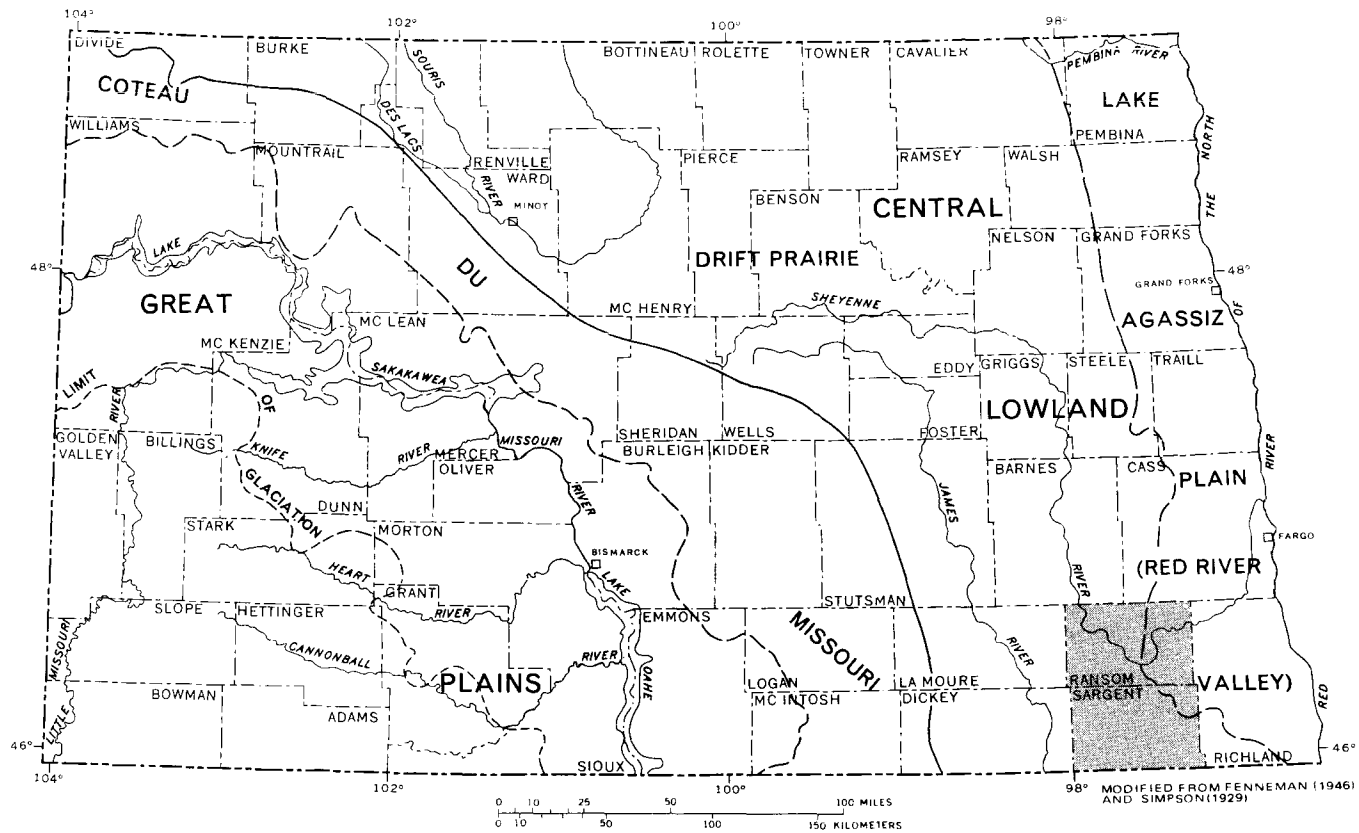 104°
102°
100°
98°
DIVIDE
BURKE
BOTTINEAU
ROLETTE
TOWNER
CAVALIER
PEMBINA RIVER
SOURIS
RIVER
DES LACS
COTEAU
LAKE
WILLIAMS
PEMBINA
THE NORTH
MOUNTRAIL
RENVILLE
WARD
PIERCE
RAMSEY
WALSH
MINOT
BENSON
CENTRAL
NELSON
GRAND FORKS
LAKE
DU
DRIFT PRAIRIE
48°
48°
GRAND FORKS
GREAT
SHEYENNE
OF
MC LEAN
MC HENRY
AGASSIZ
MC KENZIE
SAKAKAWEA
EDDY
GRIGGS
STEELE
TRAILL
LIMIT
OF
RIVER
LOWLAND
GOLDEN
VALLEY
BILLINGS
KNIFE
RIVER
MERCER
OLIVER
MISSOURI
RIVER
SHERIDAN
WELLS
FOSTER
BURLEIGH
KIDDER
BARNES
CASS
RIVER
GLACIATION
DUNN
JAMES
PLAIN
STARK
MORTON
BISMARCK
FARGO
HEART
RIVER
GRANT
LAKE
RIVER
(RED RIVER
SLOPE
HETTINGER
STUTSMAN
EMMONS
CANNONBALL
RIVER
MISSOURI
RIVER
LITTLE MISSOURI
PLAINS
OAHE
LOGAN
MC INTOSH
LA MOURE
DICKEY
RANSOM
SARGENT
VALLEY)
RED
BOWMAN
ADAMS
46°
46°
SIOUX
RICHLAND
104°
102°
100°
98°
MODIFIED FROM FENNEMAN (1946)
AND SIMPSON (1929)
0 10 25 50 100 MILES
0 10 50 100 150 KILOMETERS